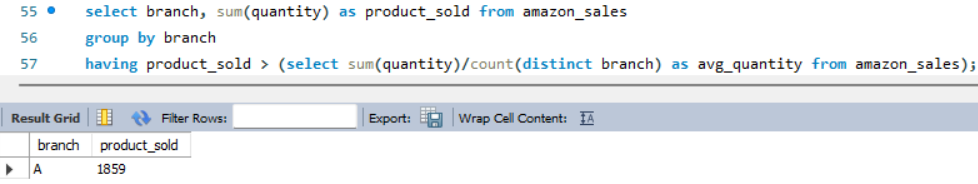 55 select branch, sum(quantity) as product_sold from amazon_sales
56 group by branch
57 having product_sold > (select sum(quantity)/count(distinct branch) as avg_quantity from amazon_sales);
Result Grid Filter Rows: Export: Wrap Cell Content: IA
branch product_sold
A 1859